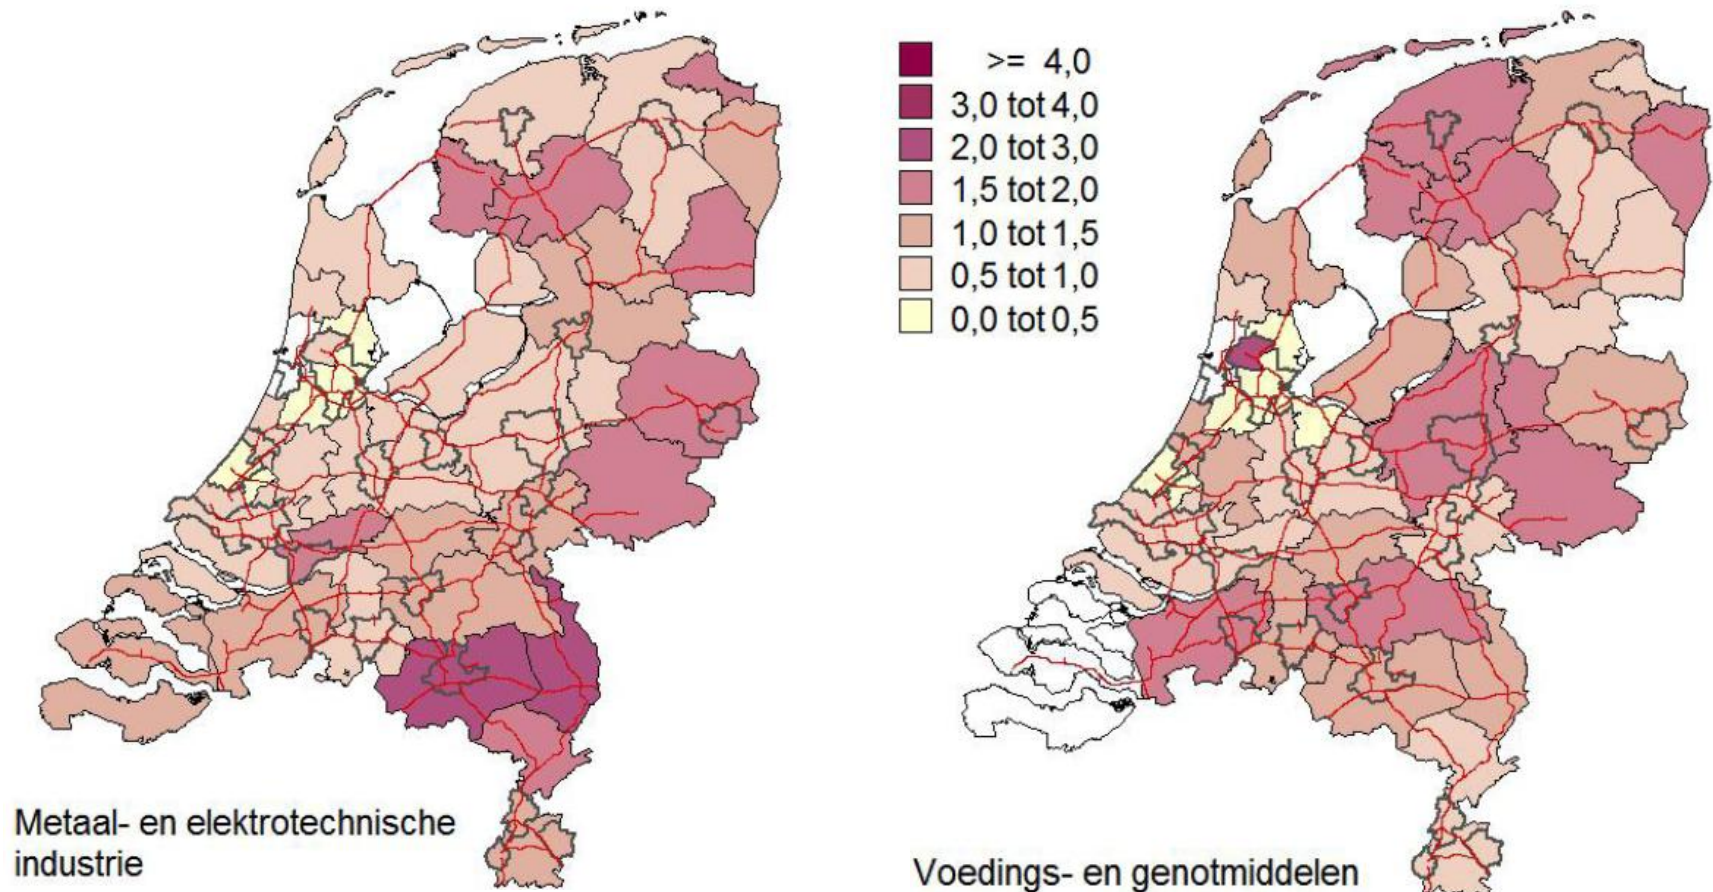 >= 4,0
3,0 tot 4,0
2,0 tot 3,0
1,5 tot 2,0
1,0 tot 1,5
0,5 tot 1,0
0,0 tot 0,5
Metaal- en elektrotechnische
industrie
Voedings- en genotmiddelen